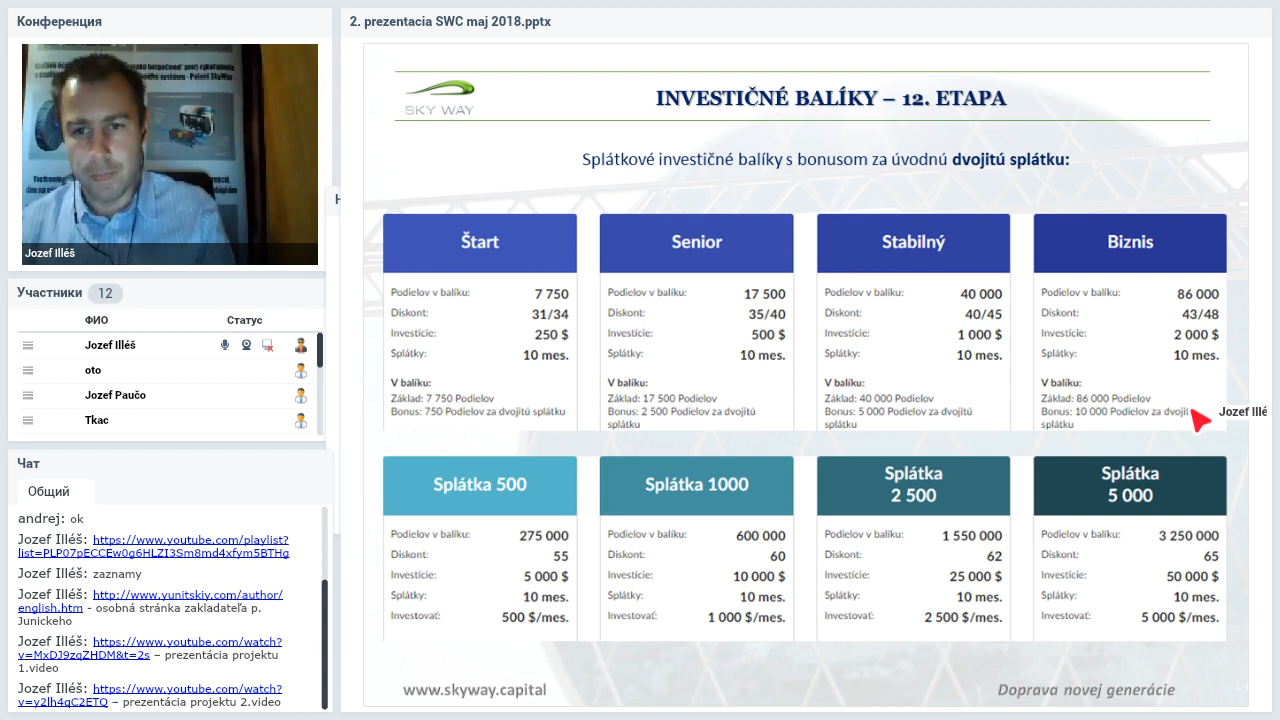 Конференция
Jozef Illéš
Участники 12
ФИО Статус
Jozef Illéš
oto
Jozef Paučo
Tkac
Чат
Общий
andrej: ok
Jozef Illéš: https://www.youtube.com/playlist?
list=PLP07pECCEw0g6HLZI3Sm8md4xfym5BTHg
Jozef Illéš: zaznamy
Jozef Illéš: http://www.yunitskiy.com/author/
english.htm - osobná stránka zakladateľa p.
Junickeho
Jozef Illéš: https://www.youtube.com/watch?
v=MxDJ9zqZHDM&t=2s – prezentácia projektu
1.video
Jozef Illéš: https://www.youtube.com/watch?
v=y2lh4qC2ETQ – prezentácia projektu 2.video
2. prezentacia SWC maj 2018.pptx
SKY WAY
INVESTIČNÉ BALÍKY – 12. ETAPA
Splátkové investičné balíky s bonusom za úvodnú dvojitú splátku:
Štart
Podielov v balíku: 7 750
Diskont: 31/34
Investície: 250 $
Splátky: 10 mes.
V balíku:
Základ: 7 750 Podielov
Bonus: 750 Podielov za dvojitú splátku
Senior
Podielov v balíku: 17 500
Diskont: 35/40
Investície: 500 $
Splátky: 10 mes.
V balíku:
Základ: 17 500 Podielov
Bonus: 2 500 Podielov za dvojitú
splátku
Stabilný
Podielov v balíku: 40 000
Diskont: 40/45
Investície: 1 000 $
Splátky: 10 mes.
V balíku:
Základ: 40 000 Podielov
Bonus: 5 000 Podielov za dvojitú
splátku
Biznis
Podielov v balíku: 86 000
Diskont: 43/48
Investície: 2 000 $
Splátky: 10 mes.
V balíku:
Základ: 86 000 Podielov
Bonus: 10 000 Podielov za dvojit
splátku
Jozef Illé
Splátka 500
Podielov v balíku: 275 000
Diskont: 55
Investície: 5 000 $
Splátky: 10 mes.
Investovať: 500 $/mes.
Splátka 1000
Podielov v balíku: 600 000
Diskont: 60
Investície: 10 000 $
Splátky: 10 mes.
Investovať: 1 000 $/mes.
Splátka
2 500
Podielov v balíku: 1 550 000
Diskont: 62
Investície: 25 000 $
Splátky: 10 mes.
Investovať: 2 500 $/mes.
Splátka
5 000
Podielov v balíku: 3 250 000
Diskont: 65
Investície: 50 000 $
Splátky: 10 mes.
Investovať: 5 000 $/mes.
www.skyway.capital
Doprava novej generácie